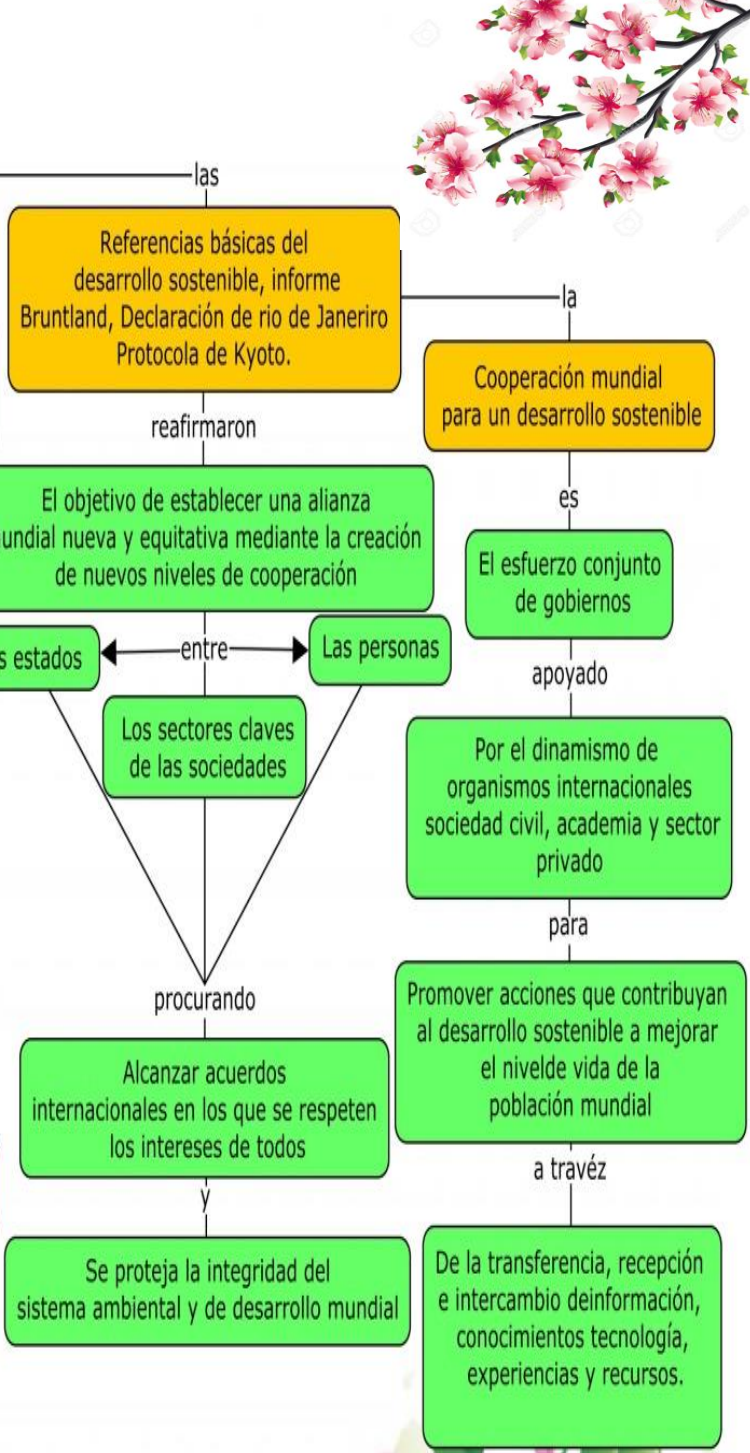 las
Referencias básicas del
desarrollo sostenible, informe
Bruntland, Declaración de rio de Janeriro
Protocola de Kyoto.
reafirmaron
El objetivo de establecer una alianza
nueva y equitativa mediante la creación
de nuevos niveles de cooperación
estados
entre
Las personas
Los sectores claves
de las sociedades
procurando
Alcanzar acuerdos
internacionales en los que se respeten
los intereses de todos
y
Se proteja la integridad del
sistema ambiental y de desarrollo mundial
la
Cooperación mundial
para un desarrollo sostenible
es
El esfuerzo conjunto
de gobiernos
apoyado
Por el dinamismo de
organismos internacionales
sociedad civil, academia y sector
privado
para
Promover acciones que contribuyan
al desarrollo sostenible a mejorar
el nivelde vida de la
población mundial
a travéz
De la transferencia, recepción
e intercambio deinformación,
conocimientos tecnología,
experiencias y recursos.